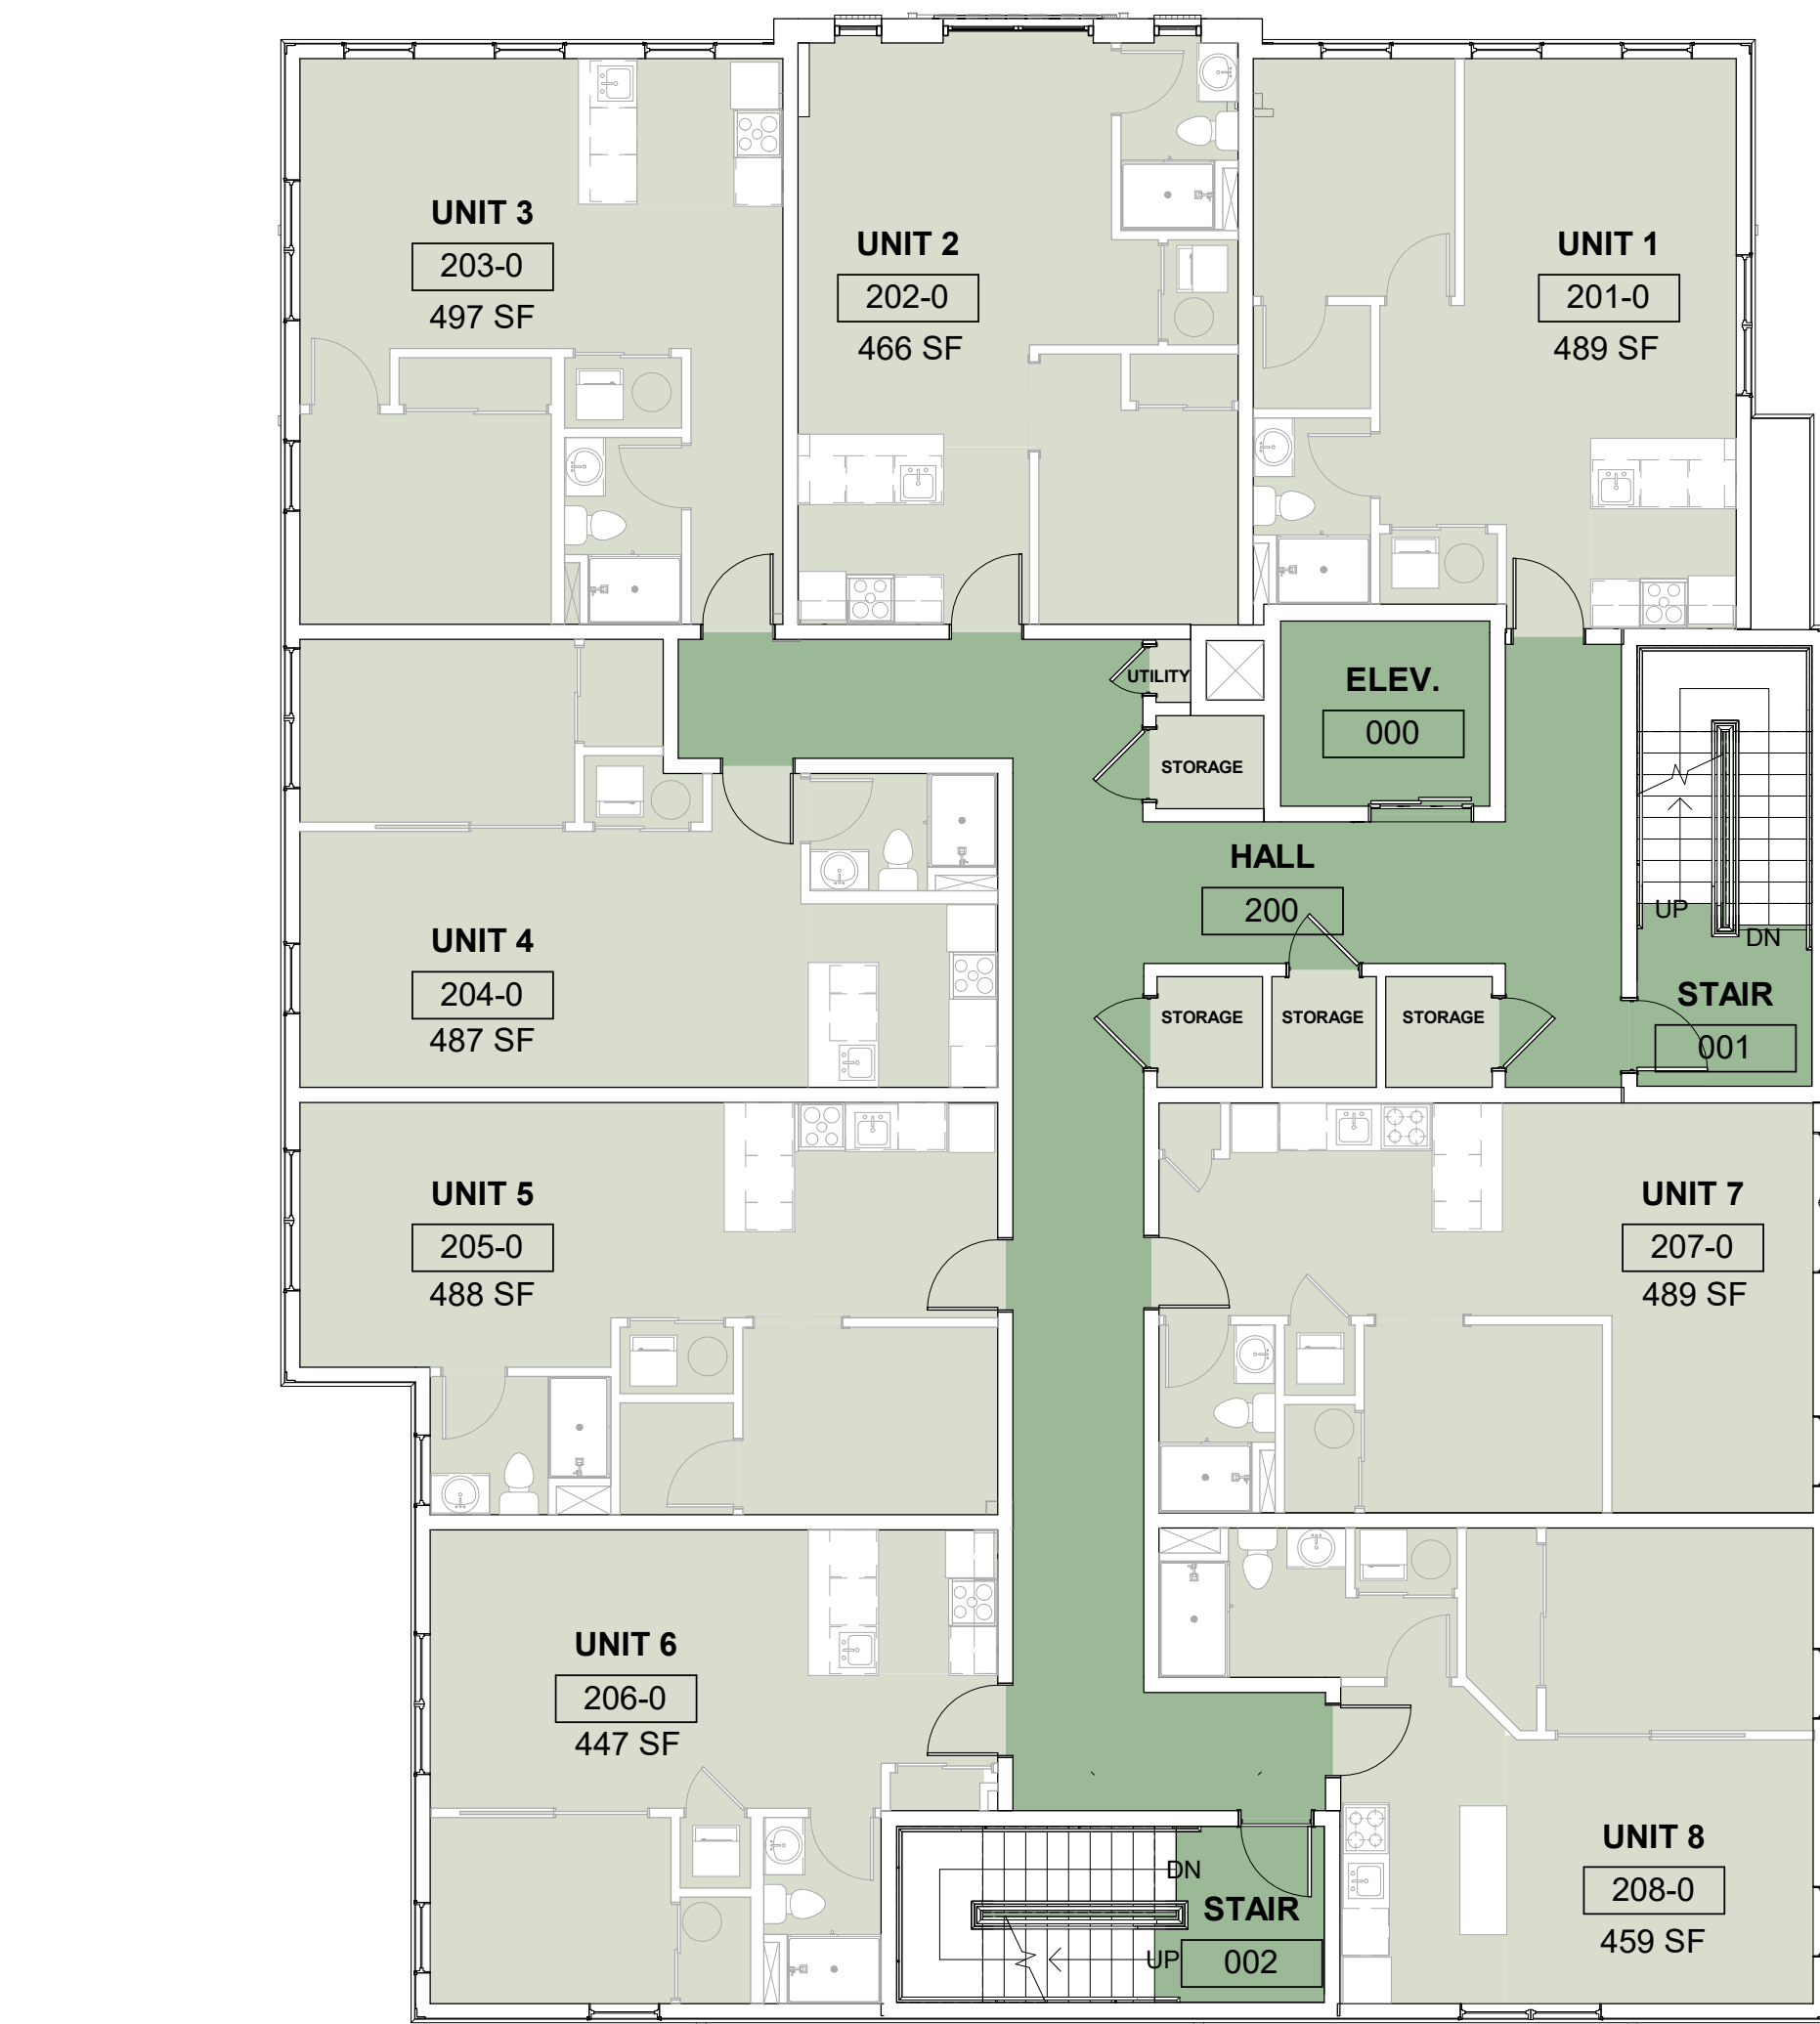 UNIT 3
203-0
497 SF
UNIT 2
202-0
466 SF
UNIT 1
201-0
489 SF
UTILITY
STORAGE
ELEV.
000
HALL
200
UP
DN
STAIR
001
STORAGE
STORAGE
STORAGE
UNIT 4
204-0
487 SF
UNIT 5
205-0
488 SF
UNIT 7
207-0
489 SF
UNIT 6
206-0
447 SF
DN
STAIR
UP
002
UNIT 8
208-0
459 SF